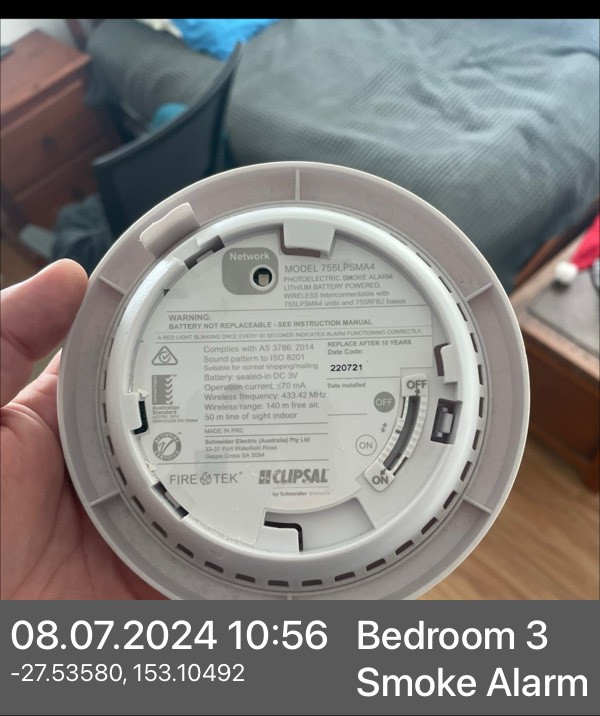 Network
MODEL 755LPSMA4
PHOTOELECTRIC SMOKE ALARM
LITHIUM BATTERY POWERED,
WIRELESS Interconnectable with
755LPSMA4 units and 755RFB2 bases
WARNING:
BATTERY NOT REPLACEABLE - SEE INSTRUCTION MANUAL
A RED LIGHT BLINKING ONCE EVERY 60 SECONDS INDICATES ALARM FUNCTIONING CORRECTLY
Complies with AS 3786: 2014
Sound pattern to ISO 8201
Suitable for normal shipping/mailing
Battery: sealed-in DC 3V
Operation current: ≤70 mA
Wireless frequency: 433.42 MHz
Wireless range: 140 m free air,
50 m line of sight indoor
REPLACE AFTER 10 YEARS
Date Code:
220721
Date installed
OFF
OFF
ON
ON
Australian
Standard
MADE IN PRC
Schneider Electric (Australia) Pty Ltd
33-37 Port Wakefield Road
Gepps Cross SA 5094
FIRE TEK
CLIPSAL
by Schneider Electric
08.07.2024 10:56
-27.53580, 153.10492
Bedroom 3
Smoke Alarm